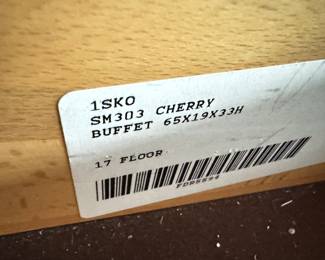 1SKO
SM303 CHERRY
BUFFET 65X19X33H
17 FLOOR